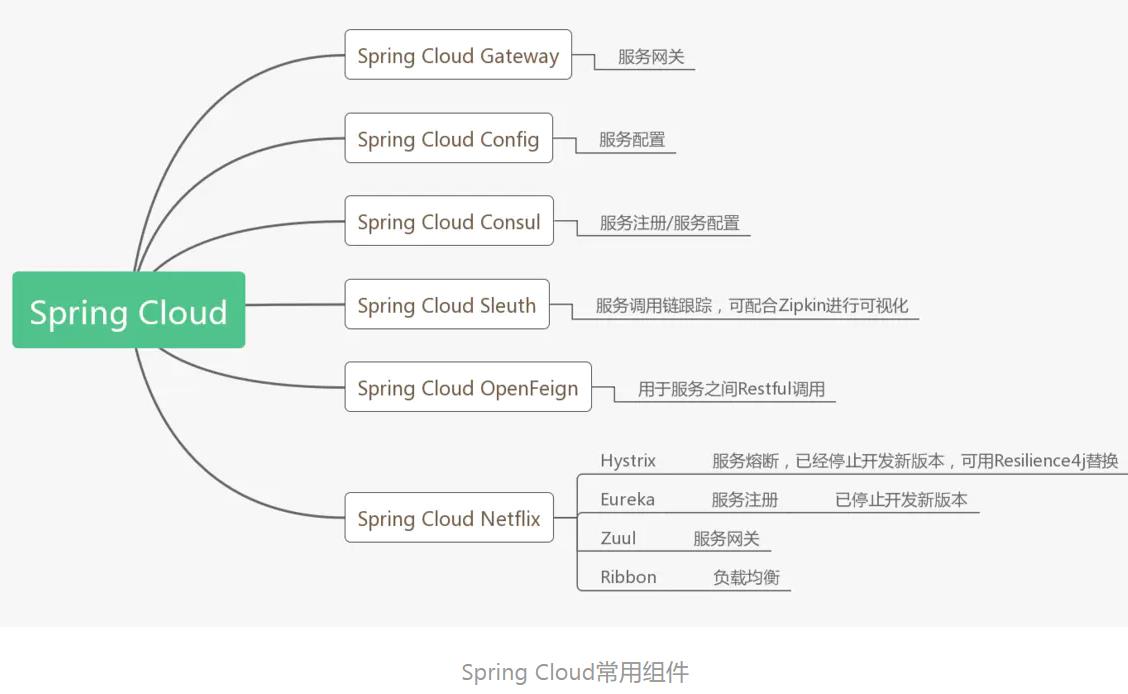 Spring Cloud
Spring Cloud Gateway 服务网关
Spring Cloud Config 服务配置
Spring Cloud Consul 服务注册/服务配置
Spring Cloud Sleuth 服务调用链跟踪，可配合Zipkin进行可视化
Spring Cloud OpenFeign 用于服务之间Restful调用
Spring Cloud Netflix
Hystrix 服务熔断，已经停止开发新版本，可用Resilience4j替换
Eureka 服务注册 已停止开发新版本
Zuul 服务网关
Ribbon 负载均衡
Spring Cloud常用组件